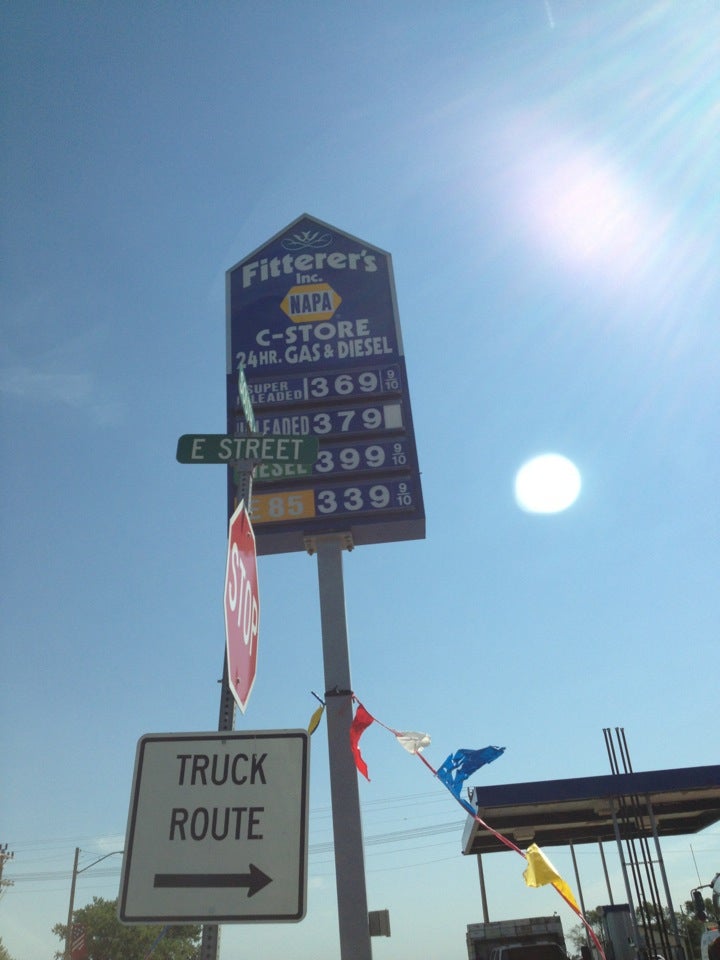 Fitterer's
Inc.
NAPA
C-STORE
24 HR. GAS & DIESEL
SUPER
LEADED 369 9/10
LEADED 379
E STREET
IESEL 399 9/10
E 85 339 9/10
STOP
TRUCK
ROUTE